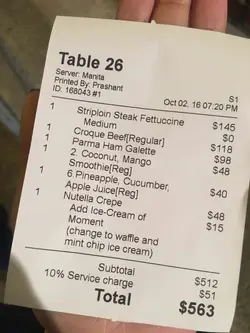 Table 26
Server: Manita
Printed By: Prashant
ID: 168043 #1
S1
Oct 02. 16 07:20 PM
1 Striploin Steak Fettuccine $145
Medium $0
1 Croque Beef[Regular] $118
1 Parma Ham Galette $98
1 2 Coconut, Mango $48
Smoothie[Reg]
1 6 Pineapple, Cucumber, $40
Apple Juice[Reg]
1 Nutella Crepe $48
Add Ice-Cream of $15
Moment
(change to waffle and
mint chip ice cream)
Subtotal $512
10% Service charge $51
Total $563